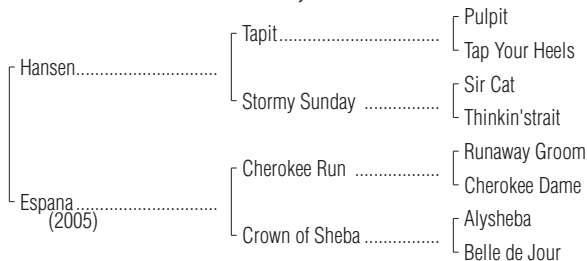 Pulpit
Tapit
Tap Your Heels
Hansen
Sir Cat
Stormy Sunday
Thinkin'strait
Runaway Groom
Cherokee Run
Cherokee Dame
Espana
(2005)
Alysheba
Crown of Sheba
Belle de Jour